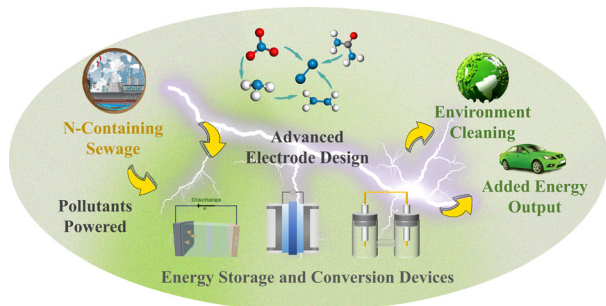 N-Containing
Sewage
Advanced
Electrode Design
Environment
Cleaning
Added Energy
Output
Pollutants
Powered
Discharge
Energy Storage and Conversion Devices